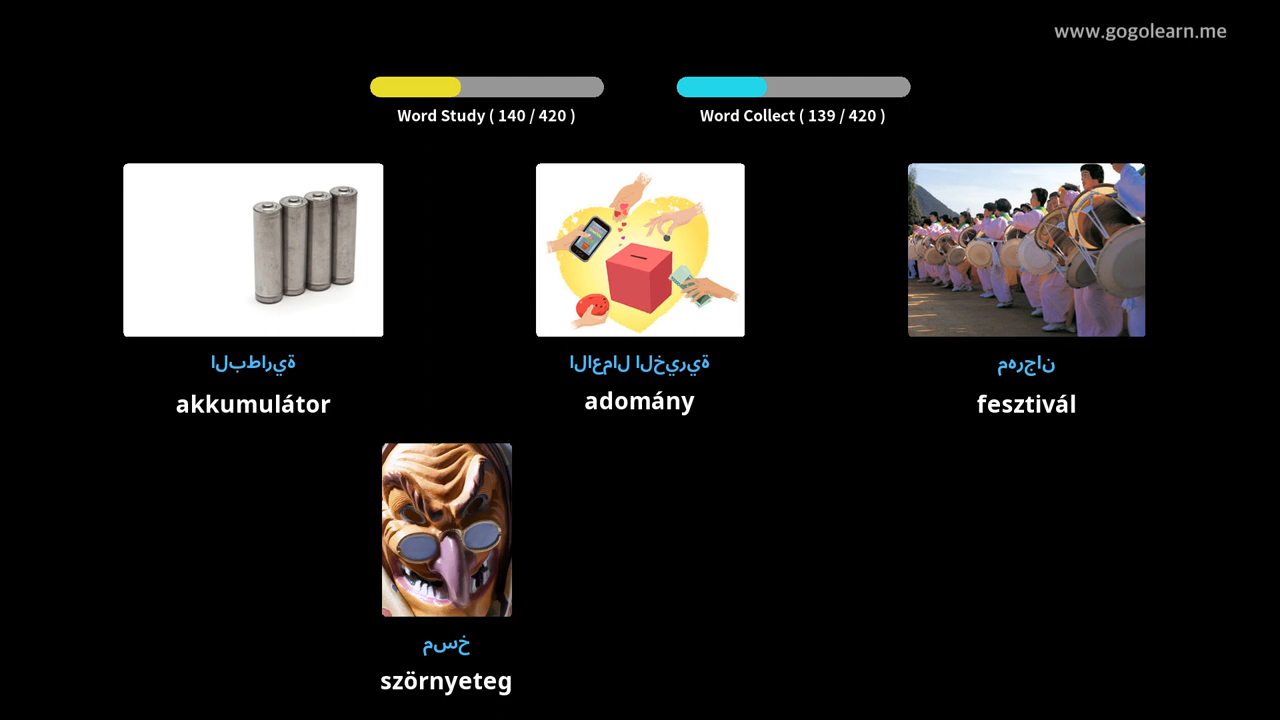 www.gogolearn.me
Word Study ( 140 / 420 )
Word Collect ( 139 / 420 )
البطارية
akkumulátor
الاعمال الخيرية
adomány
مهرجان
fesztivál
مسخ
szörnyeteg